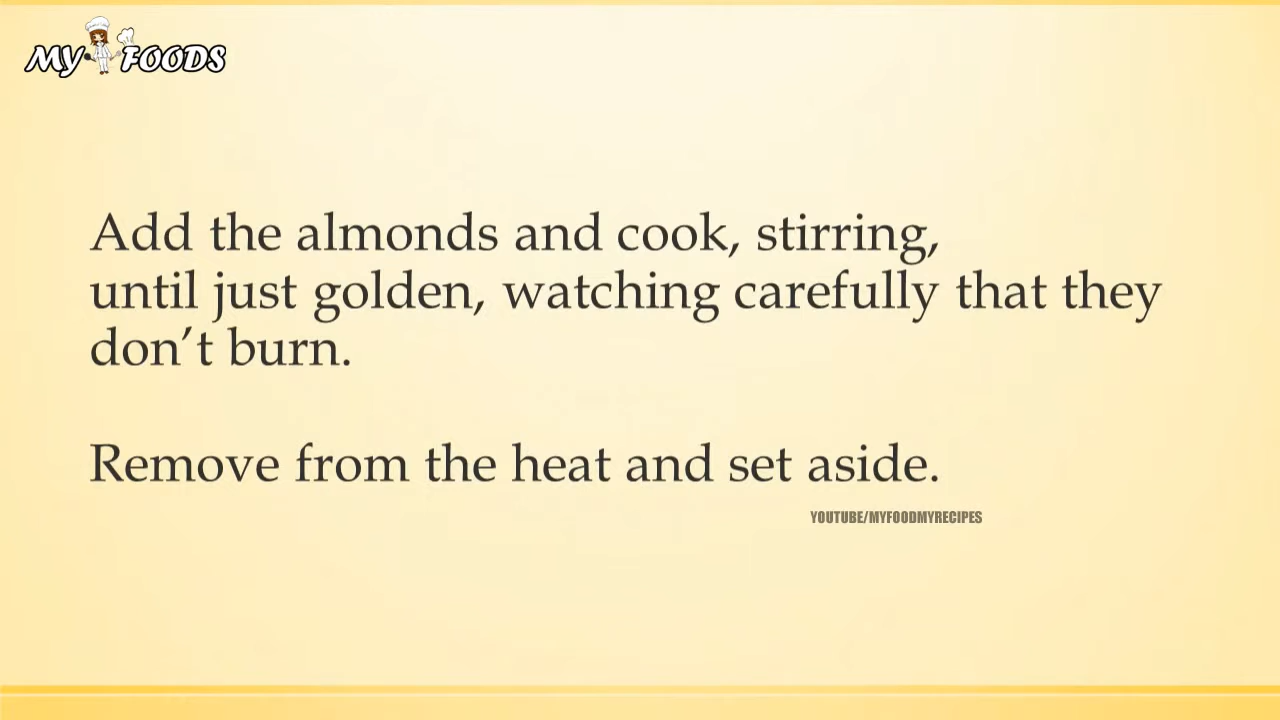 MY FOODS
Add the almonds and cook, stirring,
until just golden, watching carefully that they
don’t burn.
Remove from the heat and set aside.
YOUTUBE/MYFOODMYRECIPES